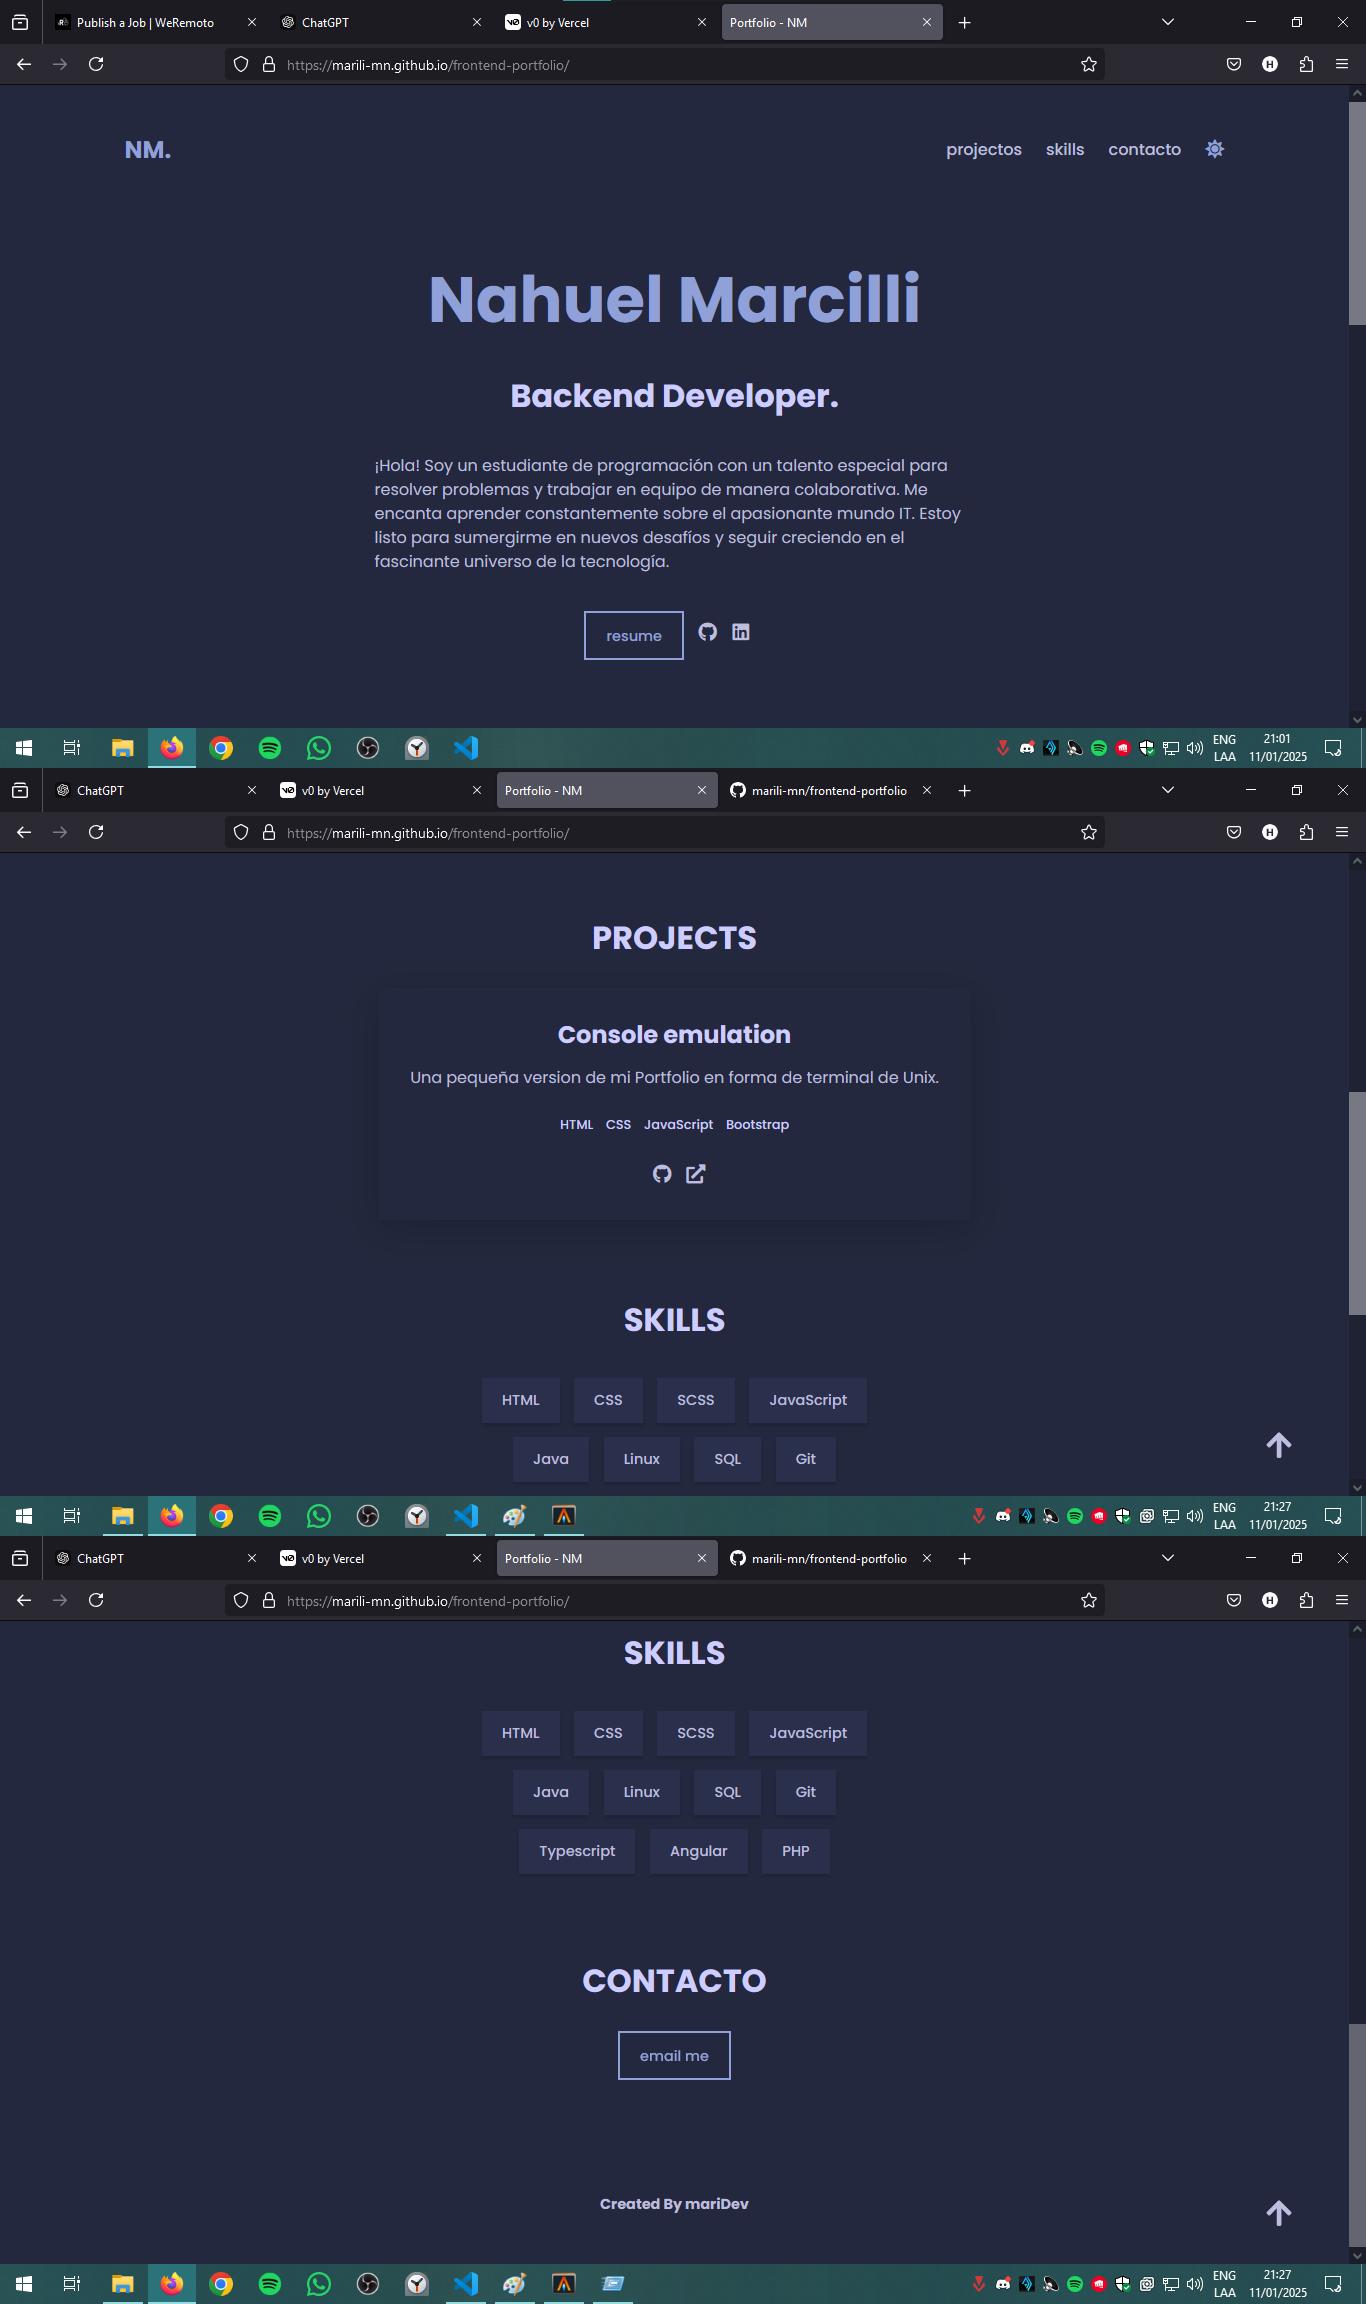 Publish a Job | WeRemoto
ChatGPT
v0 by Vercel
Portfolio - NM
https://marili-mn.github.io/frontend-portfolio/
NM.
projectos
skills
contacto
Nahuel Marcilli
Backend Developer.
¡Hola! Soy un estudiante de programación con un talento especial para
resolver problemas y trabajar en equipo de manera colaborativa. Me
encanta aprender constantemente sobre el apasionante mundo IT. Estoy
listo para sumergirme en nuevos desafíos y seguir creciendo en el
fascinante universo de la tecnología.
resume
ENG
LAA
21:01
11/01/2025
ChatGPT
v0 by Vercel
Portfolio - NM
marili-mn/frontend-portfolio
https://marili-mn.github.io/frontend-portfolio/
PROJECTS
Console emulation
Una pequeña version de mi Portfolio en forma de terminal de Unix.
HTML CSS JavaScript Bootstrap
SKILLS
HTML CSS SCSS JavaScript
Java Linux SQL Git
ENG
LAA
21:27
11/01/2025
ChatGPT
v0 by Vercel
Portfolio - NM
marili-mn/frontend-portfolio
https://marili-mn.github.io/frontend-portfolio/
SKILLS
HTML CSS SCSS JavaScript
Java Linux SQL Git
Typescript Angular PHP
CONTACTO
email me
Created By mariDev
ENG
LAA
21:27
11/01/2025